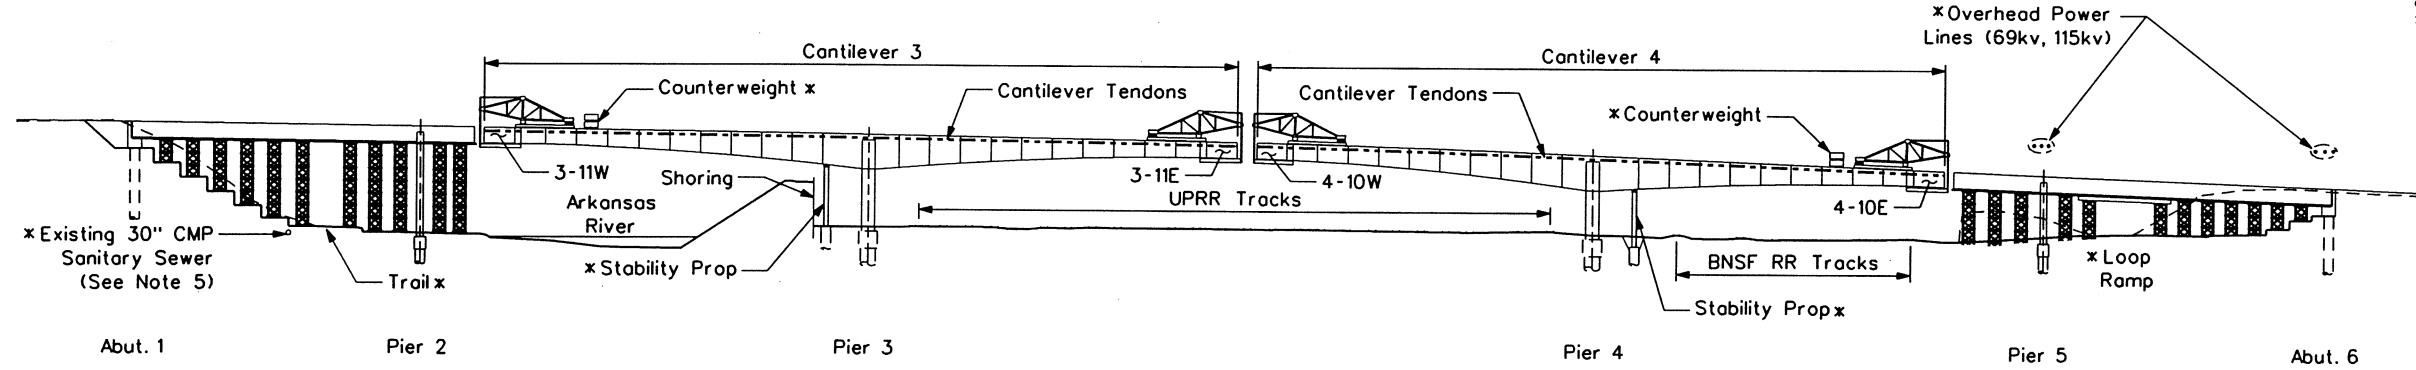 *Overhead Power
Lines (69kv, 115kv)
Cantilever 3
Cantilever 4
Counterweight *
Cantilever Tendons
Cantilever Tendons
*Counterweight
3-11W
Shoring
3-11E
4-10W
4-10E
Arkansas
River
UPRR Tracks
*Existing 30" CMP
Sanitary Sewer
(See Note 5)
Trail*
*Stability Prop
BNSF RR Tracks
*Loop
Ramp
Stability Prop*
Abut. 1
Pier 2
Pier 3
Pier 4
Pier 5
Abut. 6